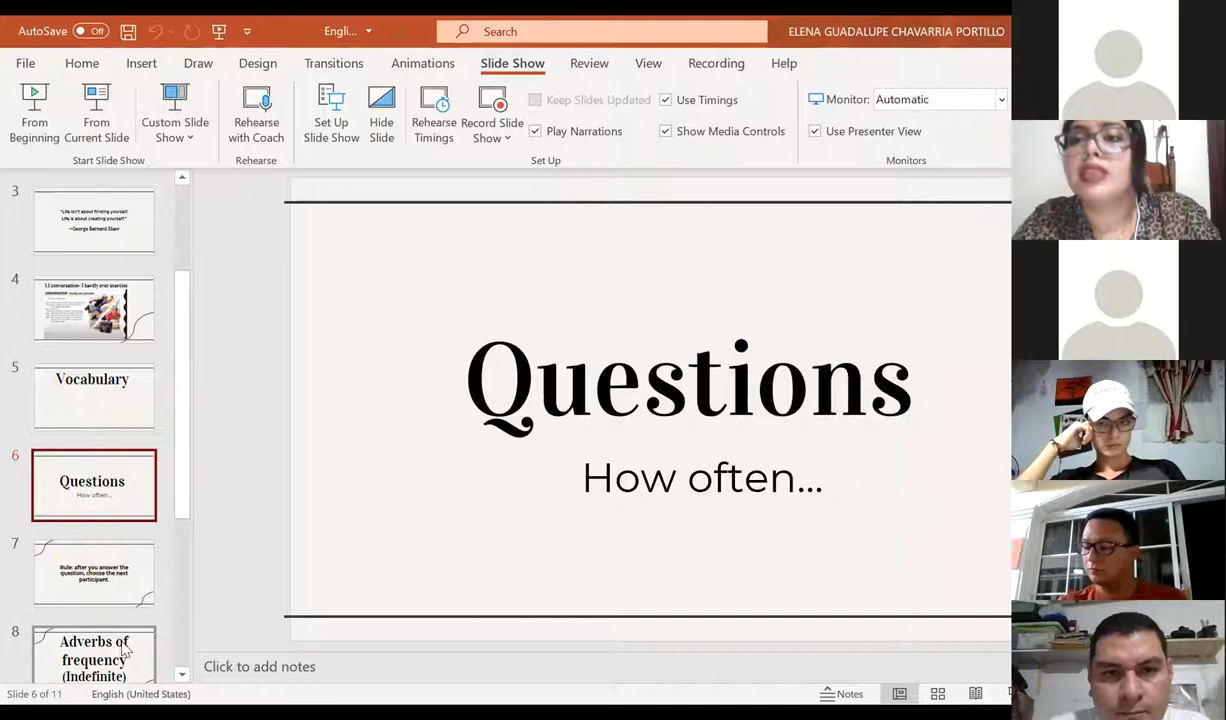 AutoSave Off Engli... Search ELENA GUADALUPE CHAVARRIA PORTILLO
File Home Insert Draw Design Transitions Animations Slide Show Review View Recording Help
From Beginning
From Current Slide
Custom Slide Show
Rehearse with Coach
Set Up Slide Show
Hide Slide
Rehearse Timings
Record Slide Show
Keep Slides Updated
Use Timings
Play Narrations
Show Media Controls
Monitor: Automatic
Use Presenter View
Start Slide Show
Rehearse
Set Up
Monitors
3
"Life isn't about finding yourself.
Life is about creating yourself."
–George Bernard Shaw
4
5
Vocabulary
6
Questions
How often...
7
Rule: after you answer the
question, choose the next
participant.
8
Adverbs of
frequency
(Indefinite)
Questions
How often...
Click to add notes
Slide 6 of 11 English (United States) Notes